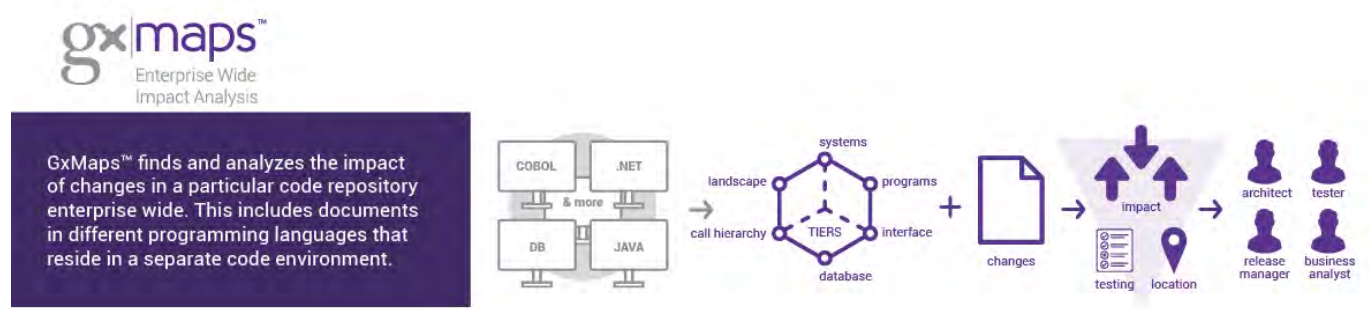 gx|maps™
Enterprise Wide
Impact Analysis
GxMaps™ finds and analyzes the impact
of changes in a particular code repository
enterprise wide. This includes documents
in different programming languages that
reside in a separate code environment.
COBOL
.NET
& more
DB
JAVA
systems
landscape
programs
call hierarchy
TIERS
interface
database
+
changes
impact
testing
location
architect
tester
release
manager
business
analyst